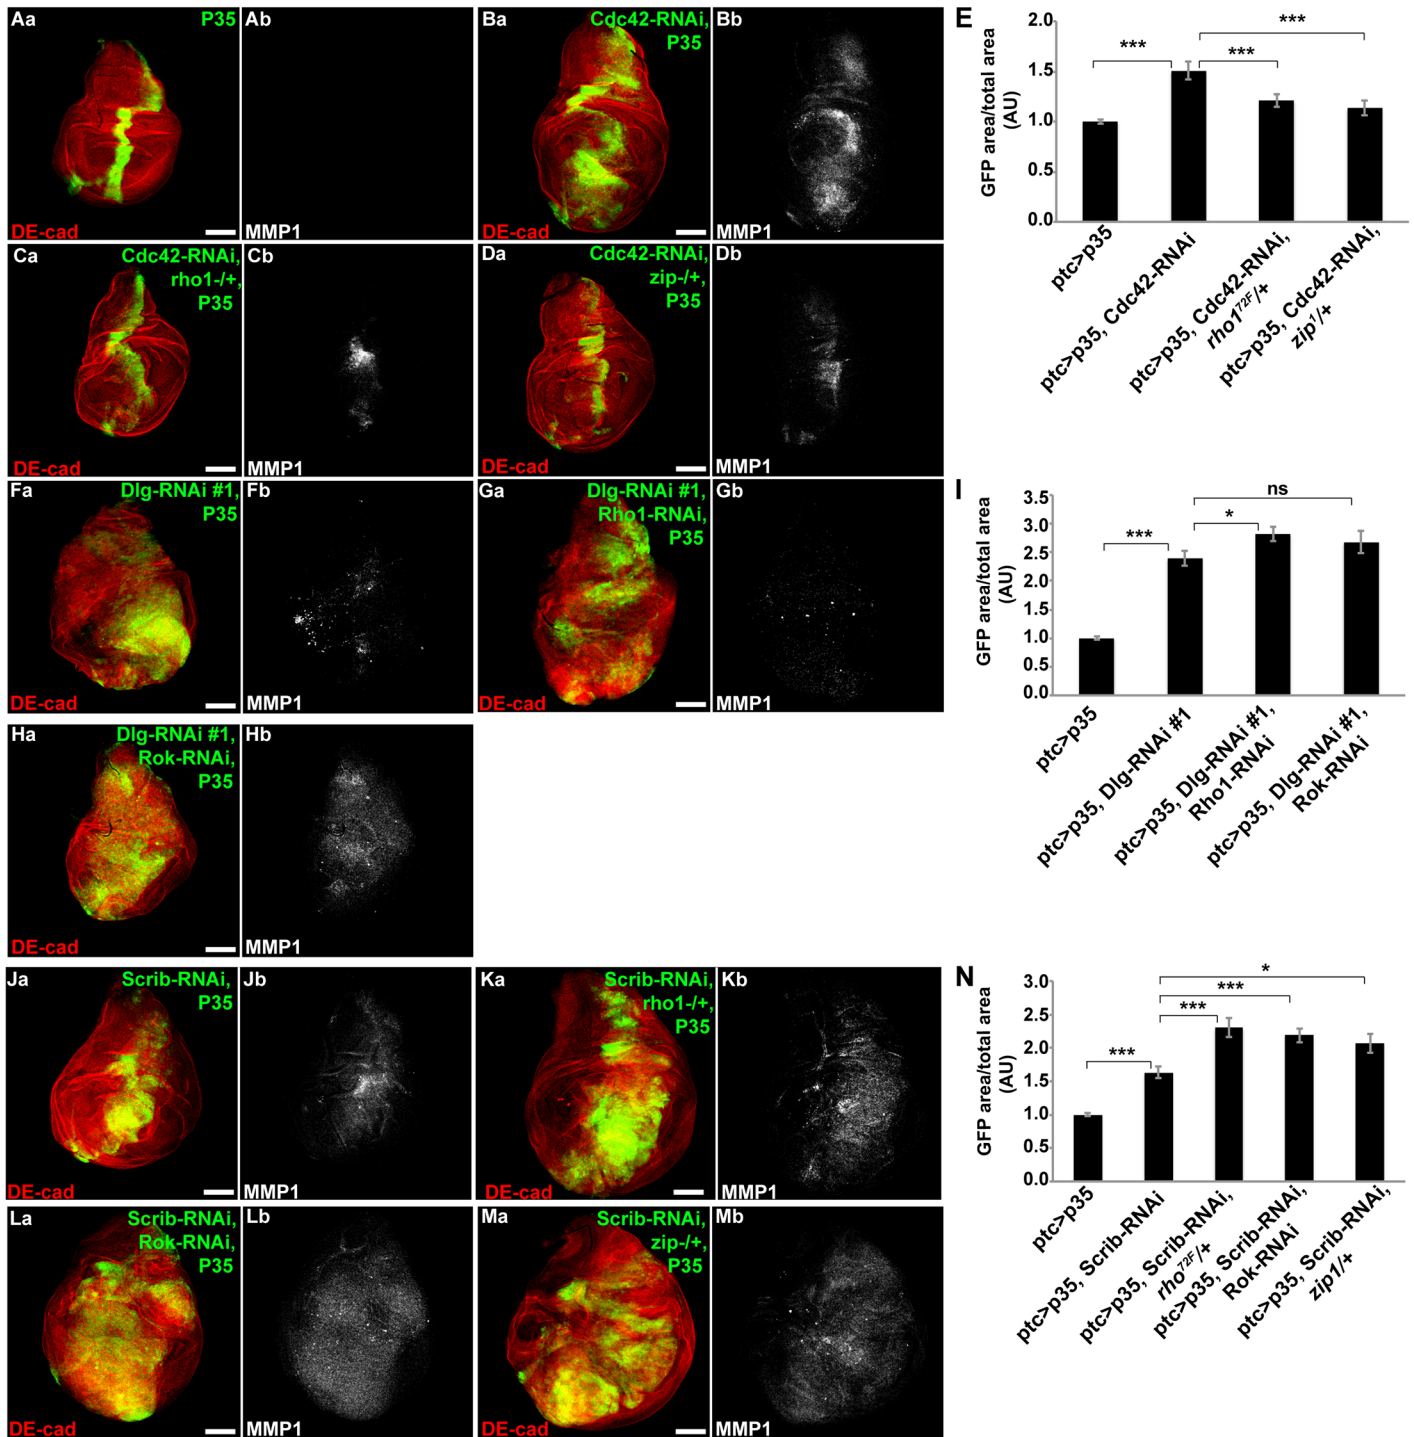 Aa
P35
DE-cad
Ab
MMP1
Ba
Cdc42-RNAi,
P35
DE-cad
Bb
MMP1
Ca
Cdc42-RNAi,
rho1-/+,
P35
DE-cad
Cb
MMP1
Da
Cdc42-RNAi,
zip-/+,
P35
DE-cad
Db
MMP1
E
GFP area/total area
(AU)
2.0
1.5
1.0
0.5
0.0
***
***
***
ptc>p35
ptc>p35, Cdc42-RNAi
ptc>p35, Cdc42-RNAi,
rho1⁷²ᶠ/+
ptc>p35, Cdc42-RNAi,
zip¹/+
Fa
Dlg-RNAi #1,
P35
DE-cad
Fb
MMP1
Ga
Dlg-RNAi #1,
Rho1-RNAi,
P35
DE-cad
Gb
MMP1
Ha
Dlg-RNAi #1,
Rok-RNAi,
P35
DE-cad
Hb
MMP1
I
GFP area/total area
(AU)
3.5
3.0
2.5
2.0
1.5
1.0
0.5
0.0
***
*
ns
ptc>p35
ptc>p35, Dlg-RNAi #1
ptc>p35, Dlg-RNAi #1,
Rho1-RNAi
ptc>p35, Dlg-RNAi #1,
Rok-RNAi
Ja
Scrib-RNAi,
P35
DE-cad
Jb
MMP1
Ka
Scrib-RNAi,
rho1-/+,
P35
DE-cad
Kb
MMP1
La
Scrib-RNAi,
Rok-RNAi,
P35
DE-cad
Lb
MMP1
Ma
Scrib-RNAi,
zip-/+,
P35
DE-cad
Mb
MMP1
N
GFP area/total area
(AU)
3.0
2.5
2.0
1.5
1.0
0.5
0.0
***
***
***
*
ptc>p35
ptc>p35, Scrib-RNAi
ptc>p35, Scrib-RNAi,
rho⁷²ᶠ/+
ptc>p35, Scrib-RNAi,
Rok-RNAi
ptc>p35, Scrib-RNAi,
zip1/+